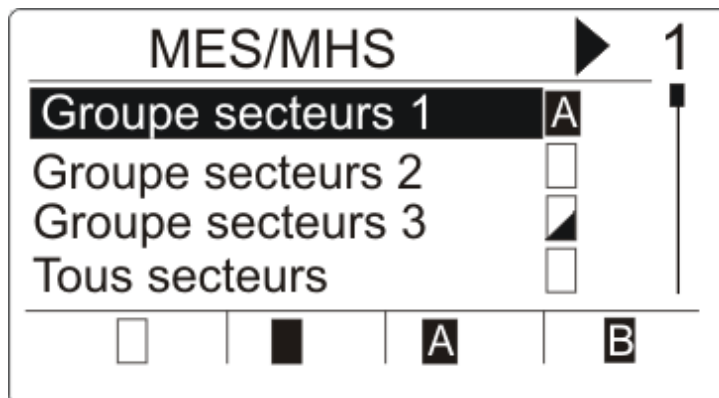 MES/MHS 1
Groupe secteurs 1 A
Groupe secteurs 2
Groupe secteurs 3
Tous secteurs
A B